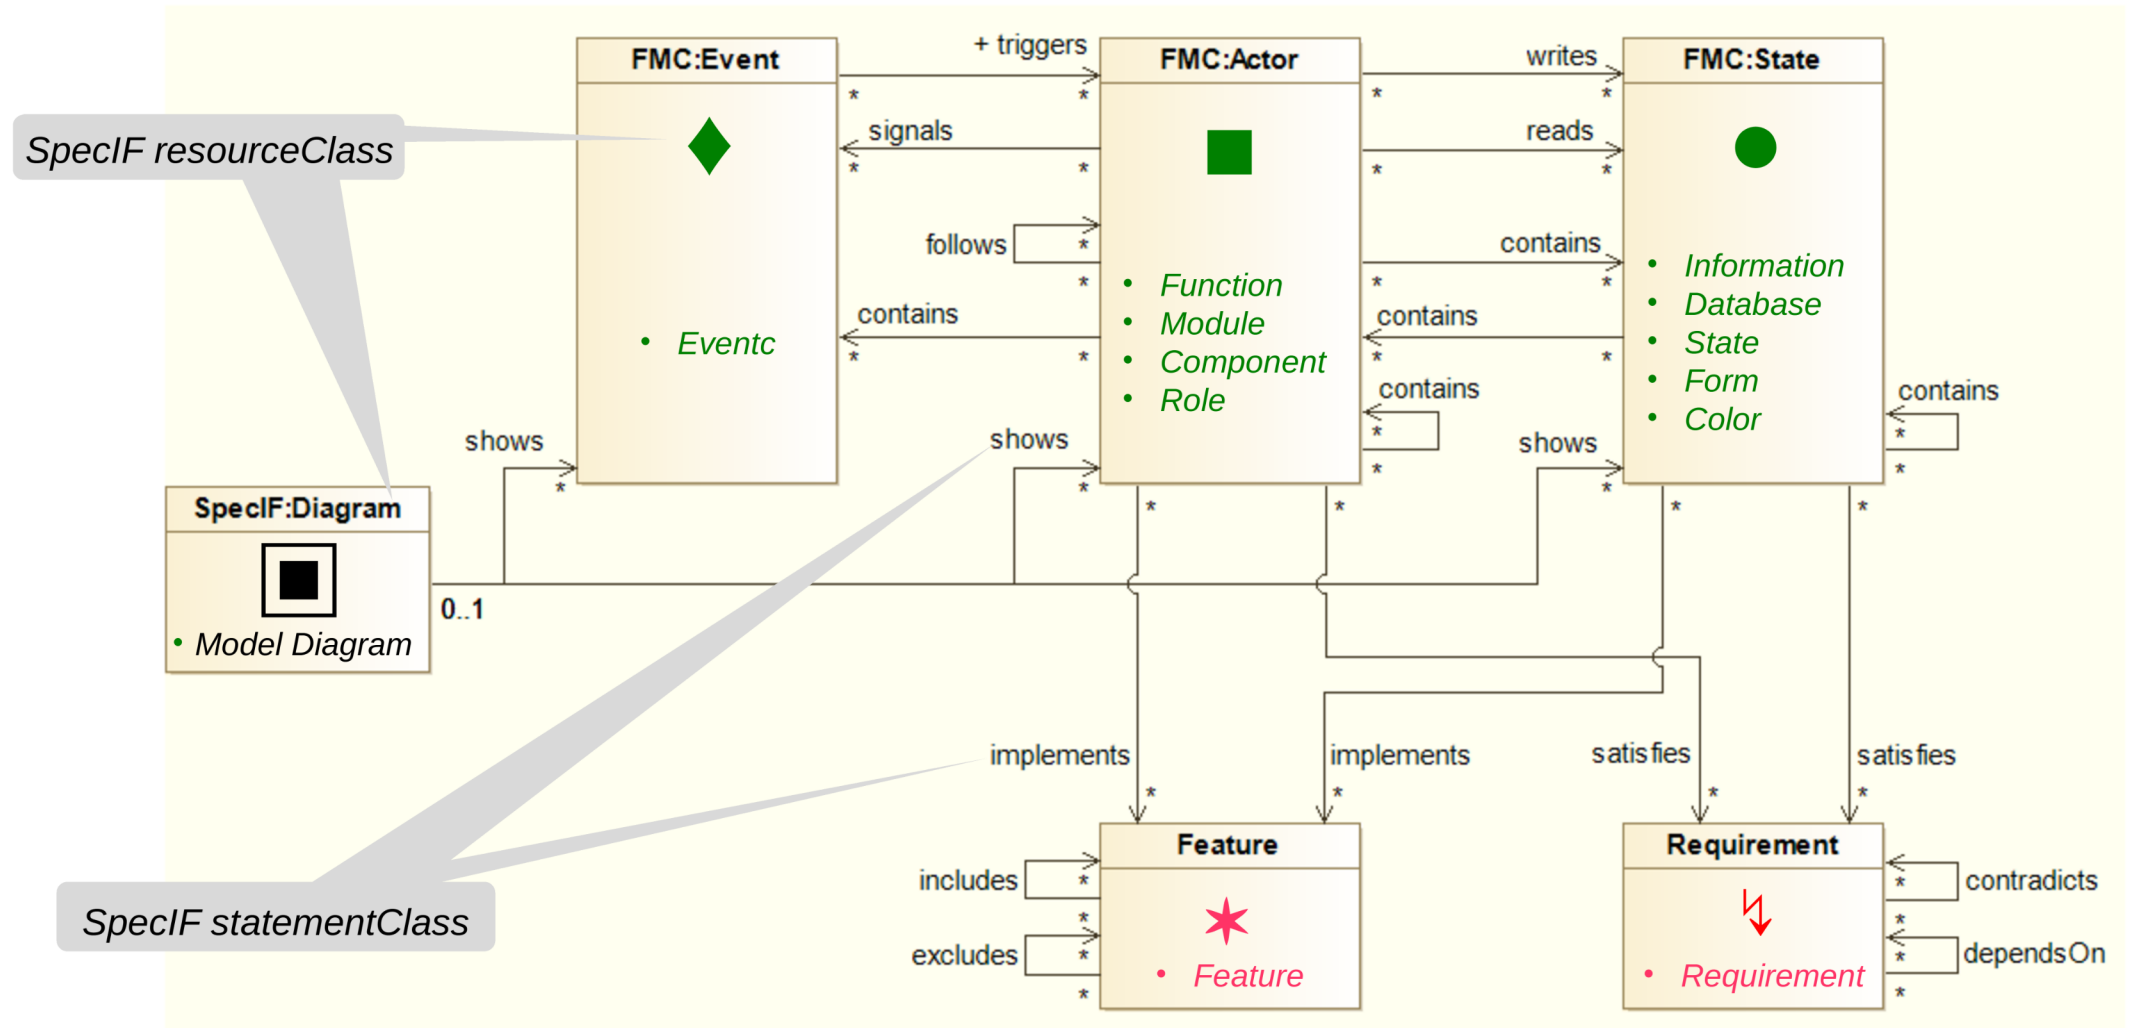 FMC:Event
+ triggers
FMC:Actor
writes
FMC:State
*
*
*
*
SpecIF resourceClass
signals
reads
*
*
*
*
follows
*
*
contains
*
*
• Function
• Module
• Component
• Role
• Information
• Database
• State
• Form
• Color
contains
*
*
• Eventc
contains
*
*
contains
*
*
contains
*
*
shows
*
shows
*
shows
*
SpecIF:Diagram
• Model Diagram
0..1
*
*
*
*
implements
*
implements
*
satisfies
*
satisfies
*
Feature
Requirement
includes
*
*
excludes
*
*
• Feature
contradicts
*
*
dependsOn
*
*
• Requirement
SpecIF statementClass